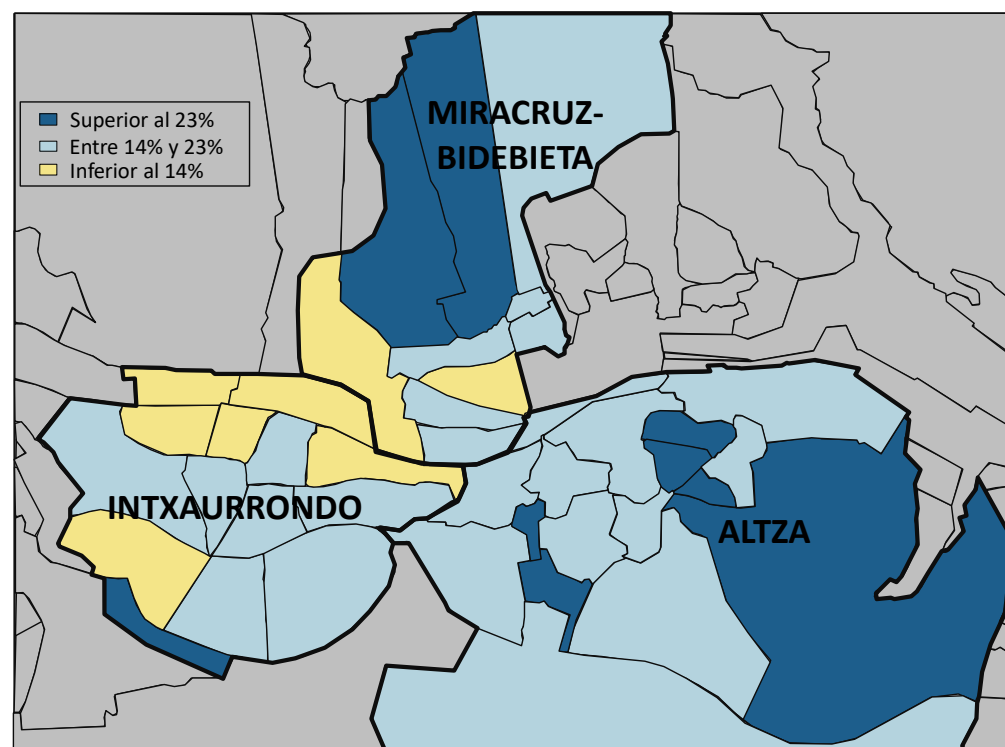 MIRACRUZ-
BIDEBIETA
Superior al 23%
Entre 14% y 23%
Inferior al 14%
INTXAURRONDO
ALTZA